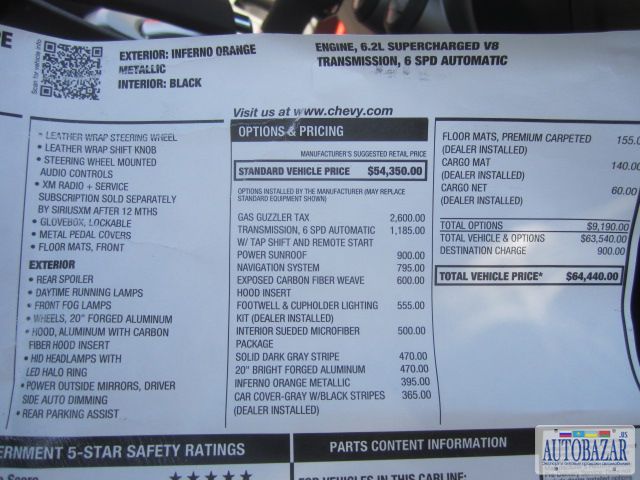 EXTERIOR: INFERNO ORANGE
METALLIC
INTERIOR: BLACK
ENGINE, 6.2L SUPERCHARGED V8
TRANSMISSION, 6 SPD AUTOMATIC
Visit us at www.chevy.com
• LEATHER WRAP STEERING WHEEL
• LEATHER WRAP SHIFT KNOB
• STEERING WHEEL MOUNTED
AUDIO CONTROLS
• XM RADIO + SERVICE
SUBSCRIPTION SOLD SEPARATELY
BY SIRIUSXM AFTER 12 MTHS
• GLOVEBOX, LOCKABLE
• METAL PEDAL COVERS
• FLOOR MATS, FRONT
EXTERIOR
• REAR SPOILER
• DAYTIME RUNNING LAMPS
• FRONT FOG LAMPS
• WHEELS, 20" FORGED ALUMINUM
• HOOD, ALUMINUM WITH CARBON
FIBER HOOD INSERT
• HID HEADLAMPS WITH
LED HALO RING
• POWER OUTSIDE MIRRORS, DRIVER
SIDE AUTO DIMMING
• REAR PARKING ASSIST
OPTIONS & PRICING
MANUFACTURER'S SUGGESTED RETAIL PRICE
STANDARD VEHICLE PRICE $54,350.00
OPTIONS INSTALLED BY THE MANUFACTURER (MAY REPLACE
STANDARD EQUIPMENT SHOWN)
GAS GUZZLER TAX 2,600.00
TRANSMISSION, 6 SPD AUTOMATIC 1,185.00
W/ TAP SHIFT AND REMOTE START
POWER SUNROOF 900.00
NAVIGATION SYSTEM 795.00
EXPOSED CARBON FIBER WEAVE 600.00
HOOD INSERT
FOOTWELL & CUPHOLDER LIGHTING 555.00
KIT (DEALER INSTALLED)
INTERIOR SUEDED MICROFIBER 500.00
PACKAGE
SOLID DARK GRAY STRIPE 470.00
20" BRIGHT FORGED ALUMINUM 470.00
INFERNO ORANGE METALLIC 395.00
CAR COVER-GRAY W/BLACK STRIPES 365.00
(DEALER INSTALLED)
FLOOR MATS, PREMIUM CARPETED 155.0
(DEALER INSTALLED)
CARGO MAT 140.00
(DEALER INSTALLED)
CARGO NET 60.00
(DEALER INSTALLED)
TOTAL OPTIONS $9,190.00
TOTAL VEHICLE & OPTIONS $63,540.00
DESTINATION CHARGE 900.00
TOTAL VEHICLE PRICE* $64,440.00
ERNMENT 5-STAR SAFETY RATINGS
PARTS CONTENT INFORMATION
FOR VEHICLES IN THIS CARLINE:
AUTOBAZAR
.US